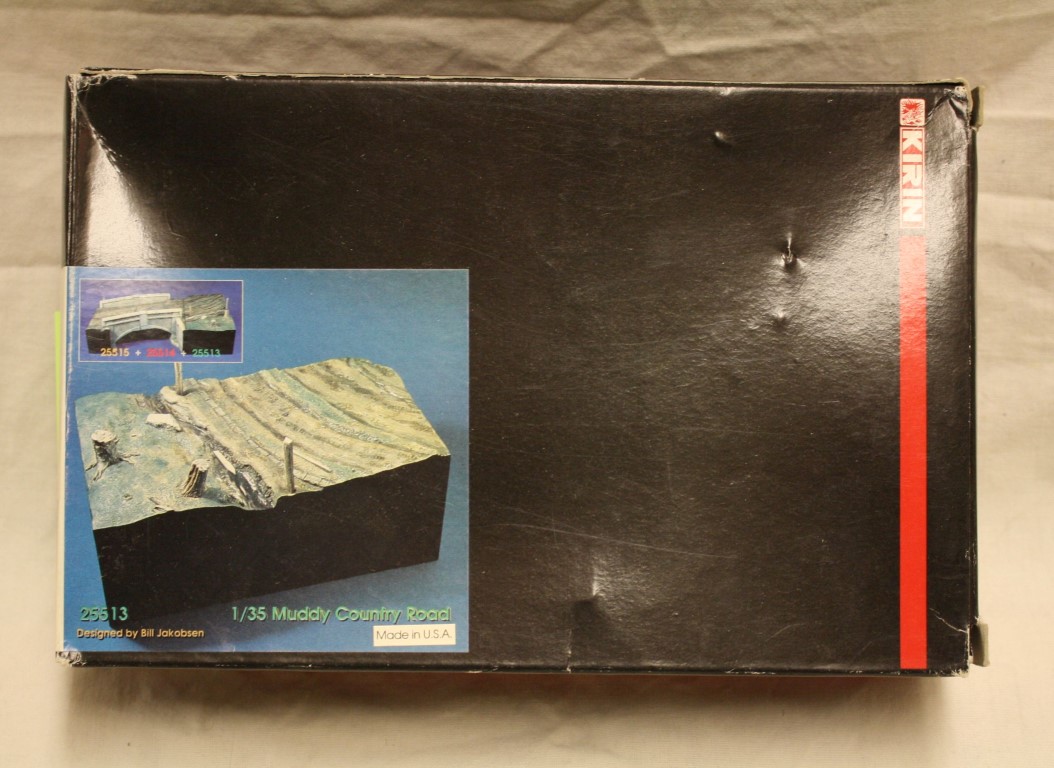 KIRIN
25515 + 25514 + 25513
25513
1/35 Muddy Country Road
Designed by Bill Jakobsen
Made in U.S.A.